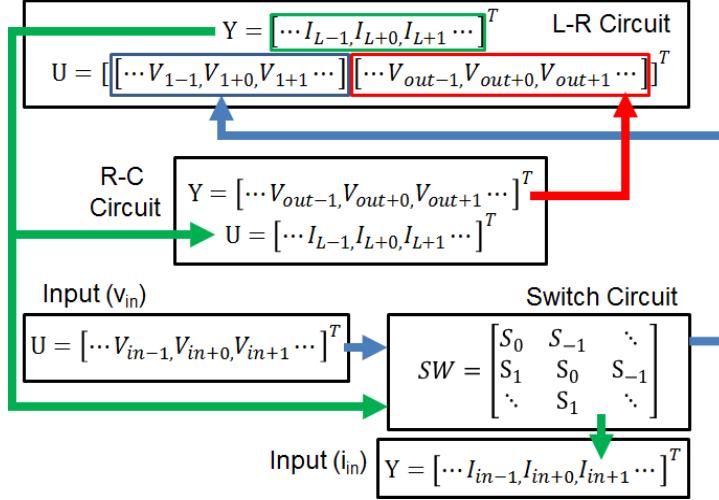 Y = [⋯ I_{L−1}, I_{L+0}, I_{L+1} ⋯]^T
L-R Circuit
U = [[⋯ V_{1−1}, V_{1+0}, V_{1+1} ⋯] [⋯ V_{out−1}, V_{out+0}, V_{out+1} ⋯]]^T
R-C
Circuit
Y = [⋯ V_{out−1}, V_{out+0}, V_{out+1} ⋯]^T
U = [⋯ I_{L−1}, I_{L+0}, I_{L+1} ⋯]^T
Input (v_{in})
U = [⋯ V_{in−1}, V_{in+0}, V_{in+1} ⋯]^T
Switch Circuit
S_0 S_{−1} ⋱
SW = [S_1 S_0 S_{−1}]
⋱ S_1 ⋱
Input (i_{in})
Y = [⋯ I_{in−1}, I_{in+0}, I_{in+1} ⋯]^T